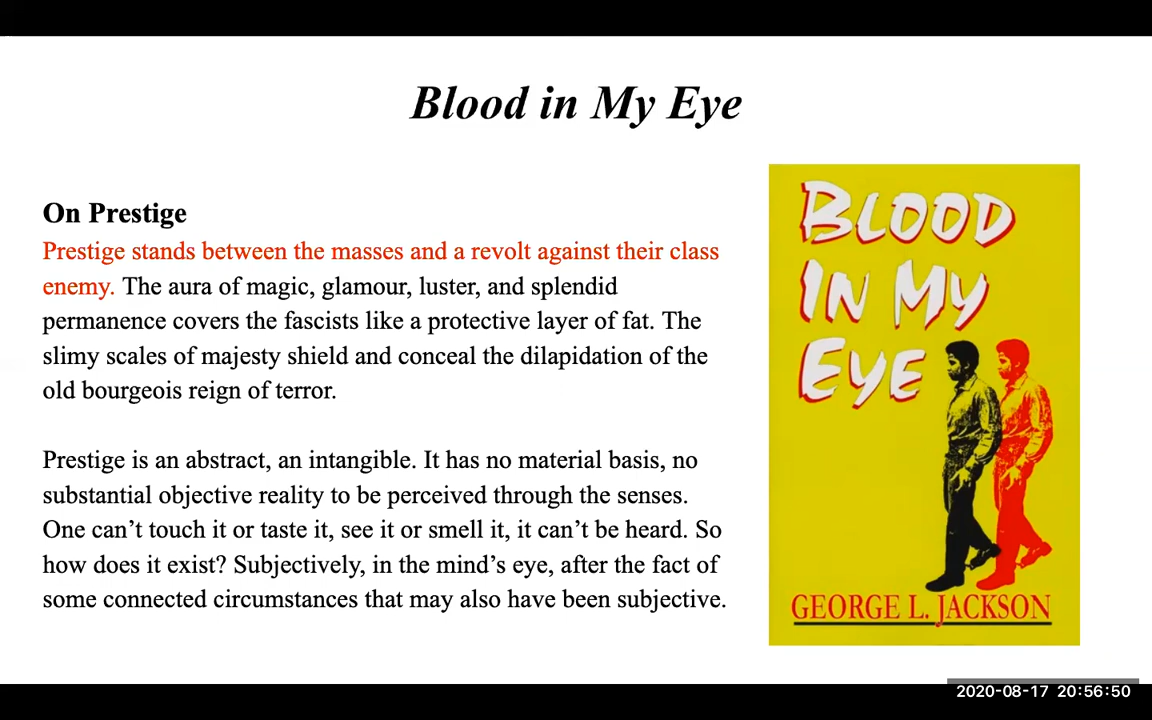 Blood in My Eye
On Prestige
Prestige stands between the masses and a revolt against their class
enemy. The aura of magic, glamour, luster, and splendid
permanence covers the fascists like a protective layer of fat. The
slimy scales of majesty shield and conceal the dilapidation of the
old bourgeois reign of terror.
Prestige is an abstract, an intangible. It has no material basis, no
substantial objective reality to be perceived through the senses.
One can’t touch it or taste it, see it or smell it, it can’t be heard. So
how does it exist? Subjectively, in the mind’s eye, after the fact of
some connected circumstances that may also have been subjective.
BLOOD
IN MY
EYE
GEORGE L. JACKSON
2020-08-17 20:56:50